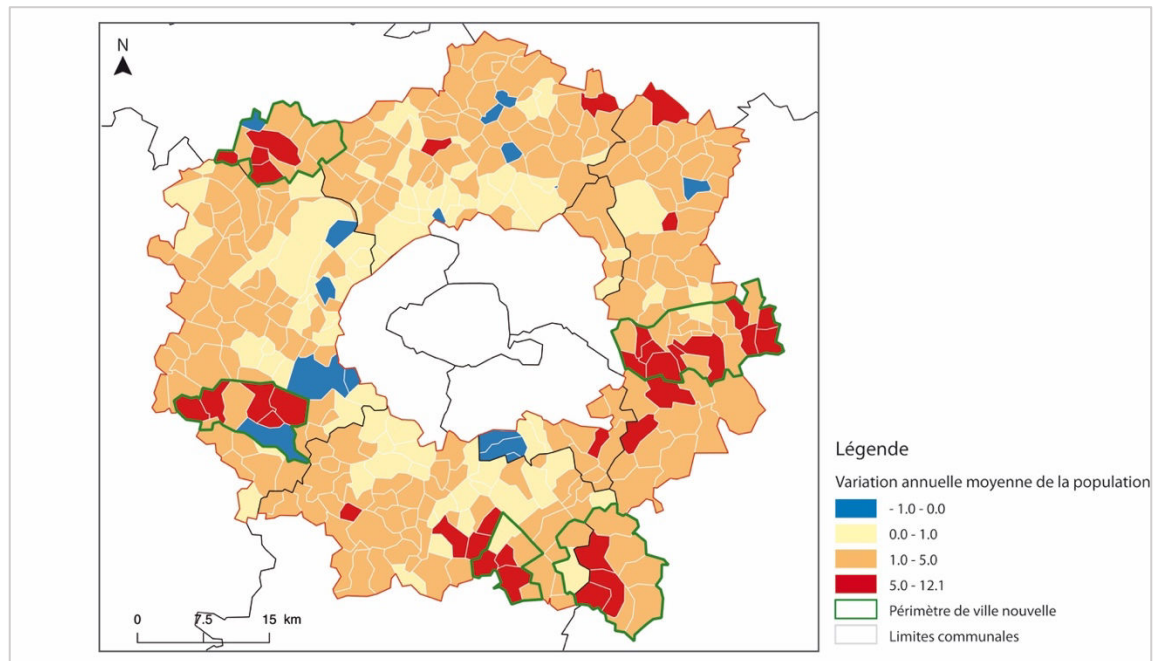 N
0 7.5 15 km
Légende
Variation annuelle moyenne de la population
- 1.0 - 0.0
0.0 - 1.0
1.0 - 5.0
5.0 - 12.1
Périmètre de ville nouvelle
Limites communales